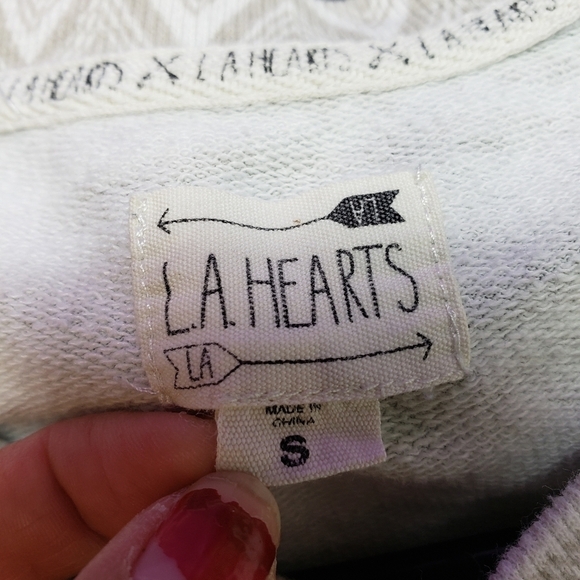 L A HEARTS L A HEARTS
LA
L.A. HEARTS
LA
MADE IN
CHINA
S